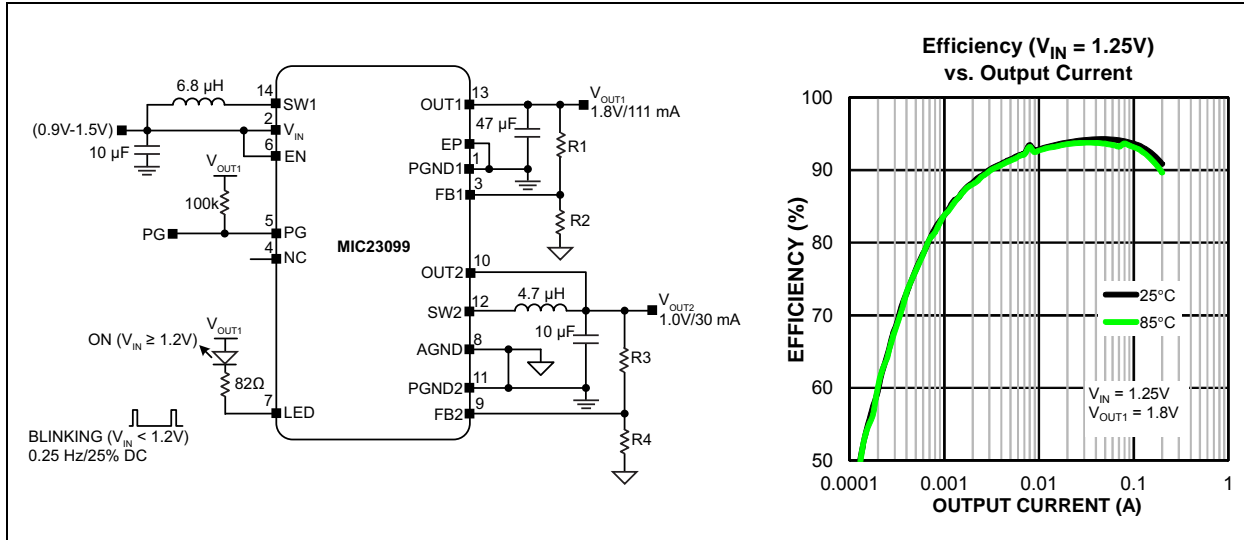 6.8 µH
14
SW1
(0.9V-1.5V)
2
VIN
10 µF
6
EN
VOUT1
100k
PG
5
PG
4
NC
MIC23099
ON (VIN ≥ 1.2V)
VOUT1
82Ω
7
LED
BLINKING (VIN < 1.2V)
0.25 Hz/25% DC
OUT1
13
VOUT1
1.8V/111 mA
47 µF
R1
EP
PGND1
1
FB1
3
R2
OUT2
10
SW2
12
4.7 µH
VOUT2
1.0V/30 mA
10 µF
R3
AGND
8
PGND2
11
FB2
9
R4
Efficiency (VIN = 1.25V)
vs. Output Current
EFFICIENCY (%)
100
90
80
70
60
50
25°C
85°C
VIN = 1.25V
VOUT1 = 1.8V
0.0001
0.001
0.01
0.1
1
OUTPUT CURRENT (A)